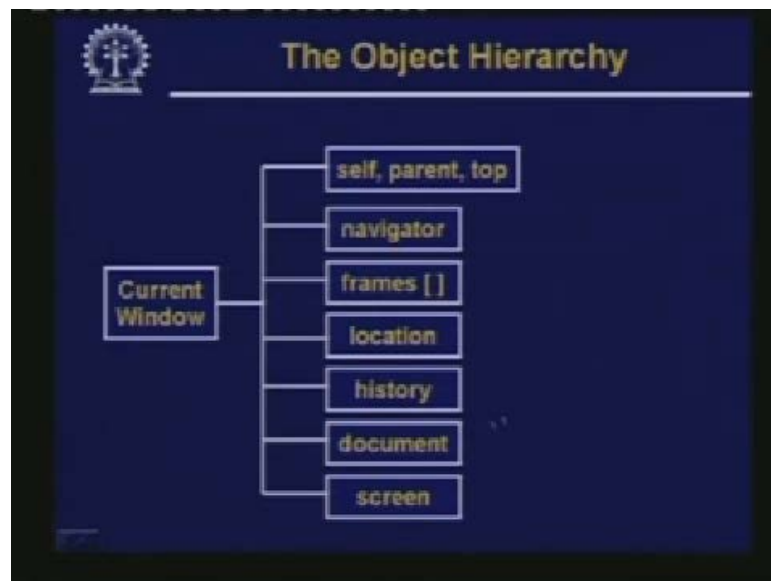 The Object Hierarchy
self, parent, top
navigator
frames [ ]
Current
Window
location
history
document
screen